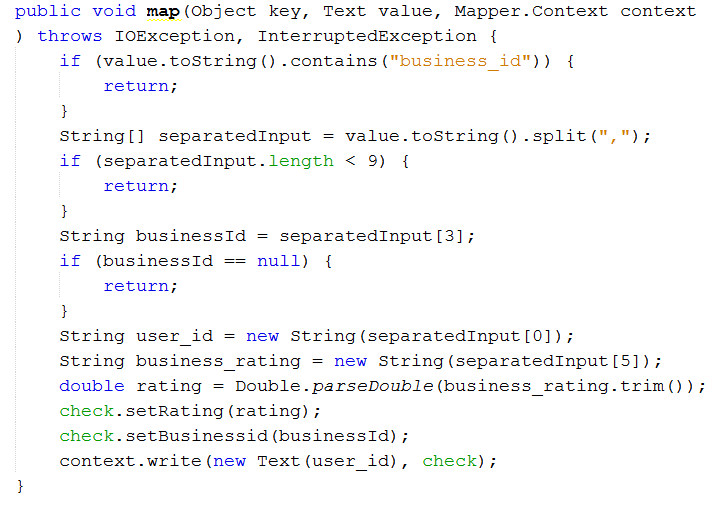 public void map(Object key, Text value, Mapper.Context context
) throws IOException, InterruptedException {
    if (value.toString().contains("business_id")) {
        return;
    }
    String[] separatedInput = value.toString().split(",");
    if (separatedInput.length < 9) {
        return;
    }
    String businessId = separatedInput[3];
    if (businessId == null) {
        return;
    }
    String user_id = new String(separatedInput[0]);
    String business_rating = new String(separatedInput[5]);
    double rating = Double.parseDouble(business_rating.trim());
    check.setRating(rating);
    check.setBusinessid(businessId);
    context.write(new Text(user_id), check);
}